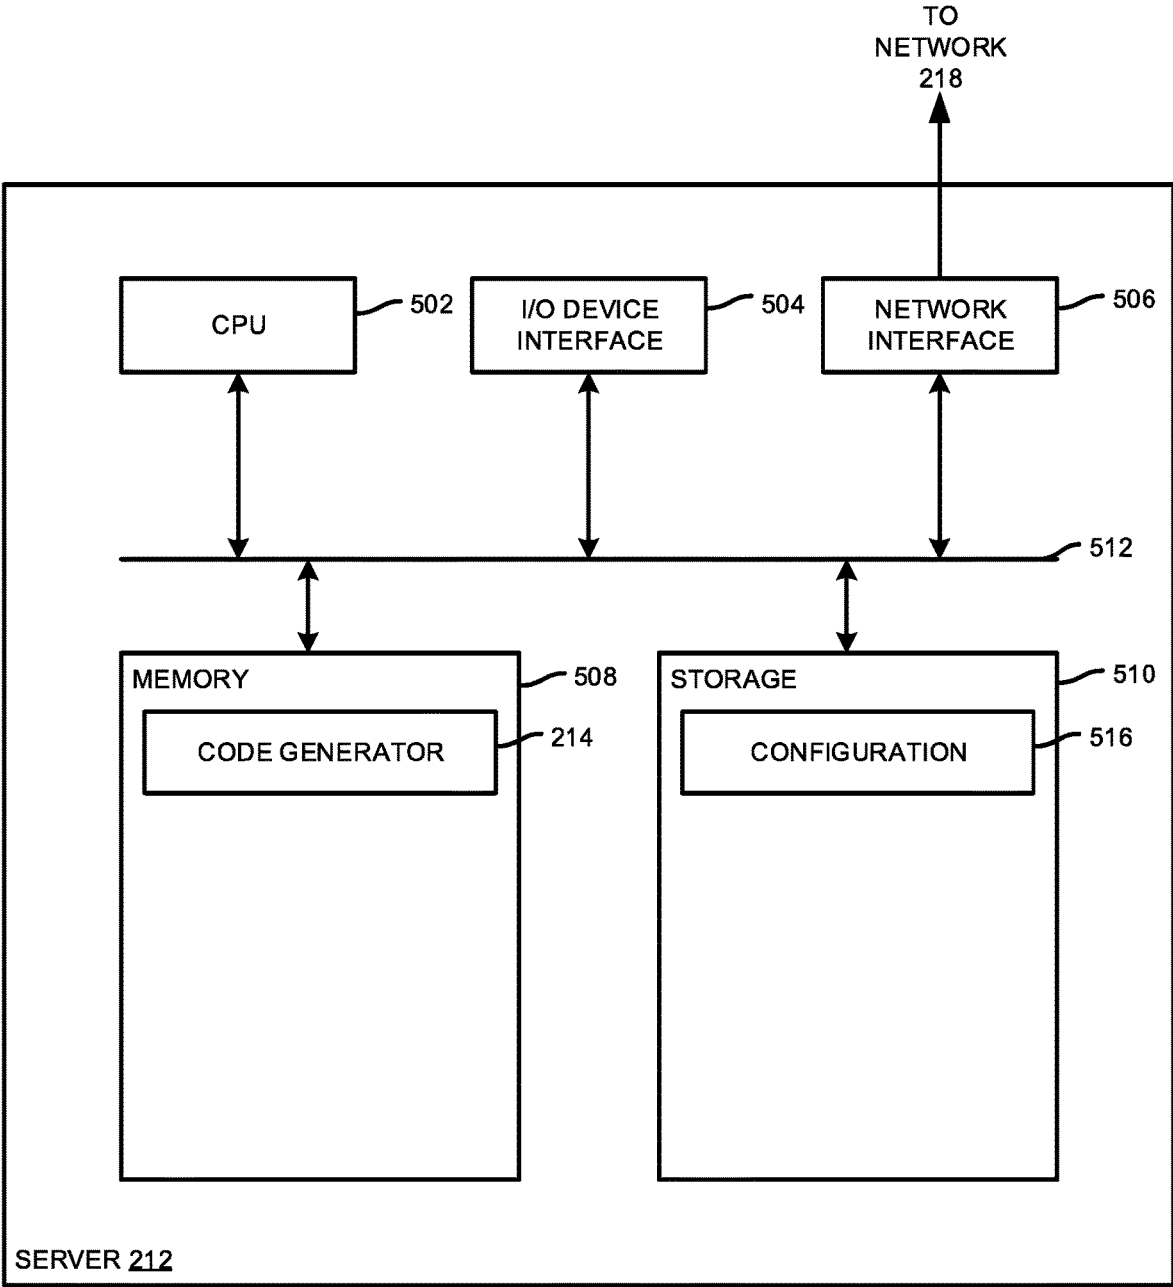 TO
NETWORK
218
CPU
502
I/O DEVICE
INTERFACE
504
NETWORK
INTERFACE
506
512
MEMORY
508
CODE GENERATOR
214
STORAGE
510
CONFIGURATION
516
SERVER 212